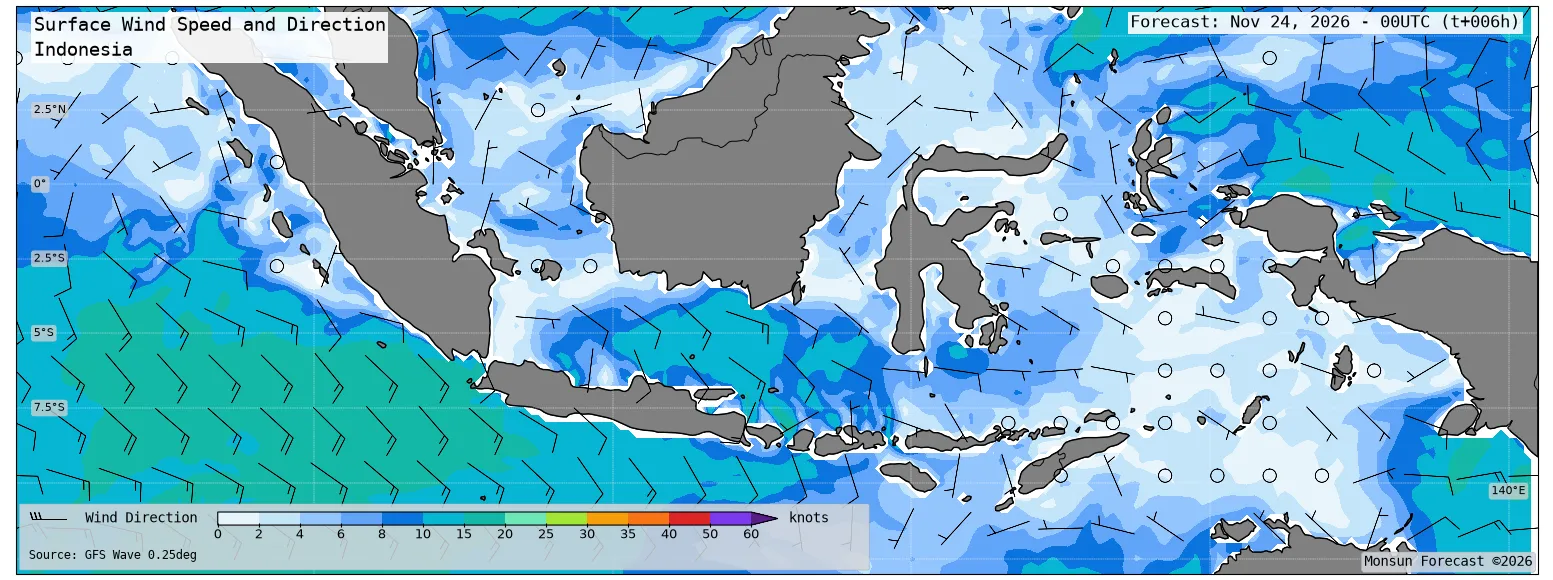 Surface Wind Speed and Direction
Indonesia
Forecast: Nov 24, 2026 - 00UTC (t+006h)
2.5°N
0°
2.5°S
5°S
7.5°S
140°E
Wind Direction
0 2 4 6 8 10 15 20 25 30 35 40 50 60
knots
Source: GFS Wave 0.25deg
Monsun Forecast ©2026